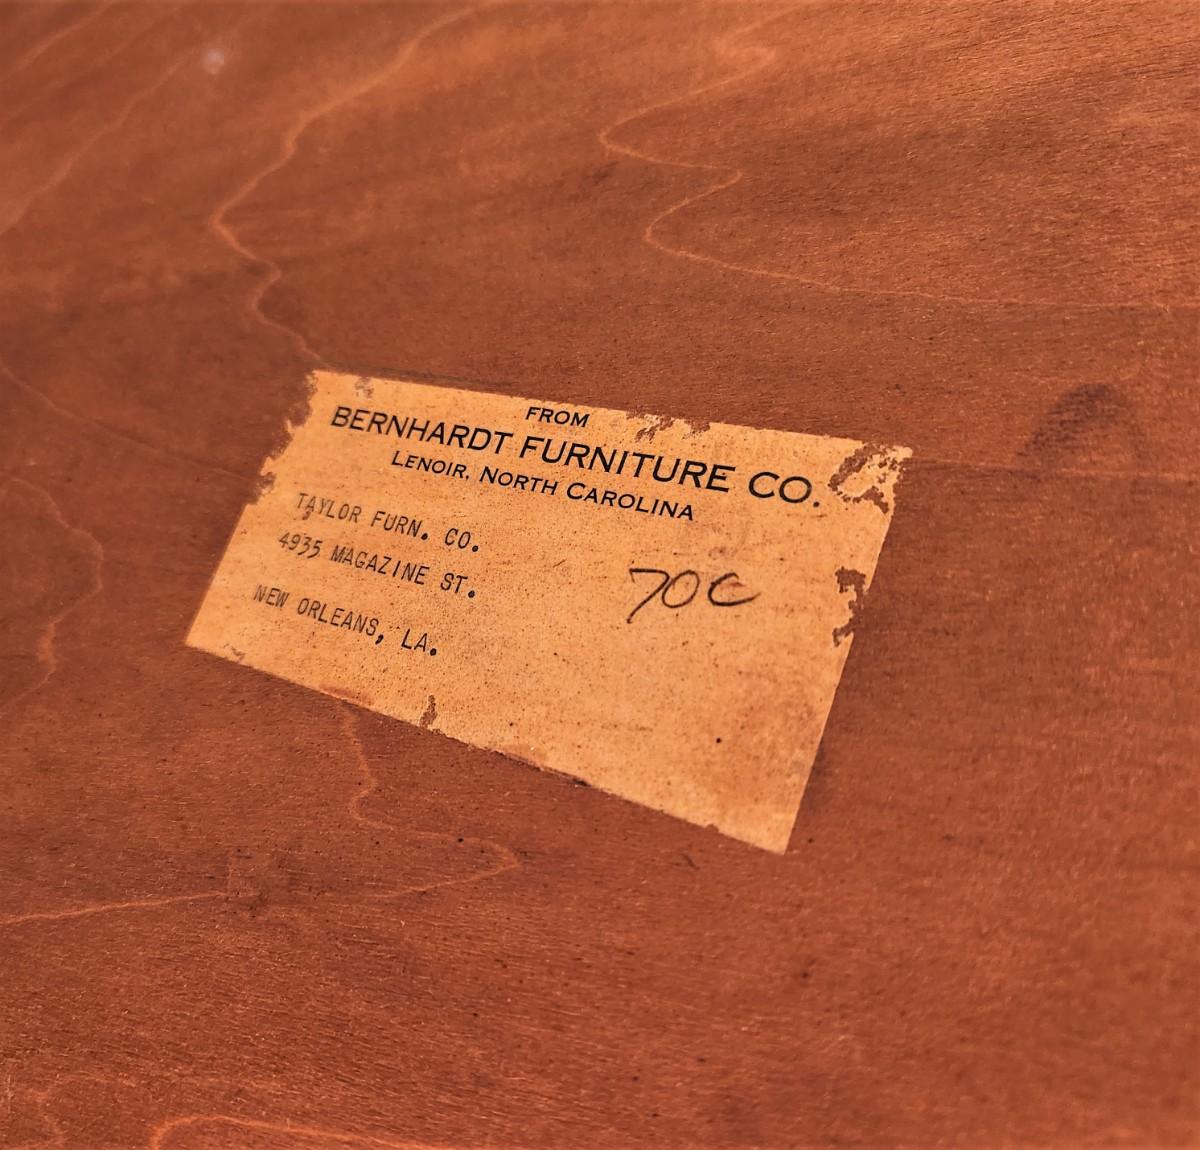 FROM
BERNHARDT FURNITURE CO.
LENOIR, NORTH CAROLINA
TAYLOR FURN. CO.
4935 MAGAZINE ST.
70C
NEW ORLEANS, LA.